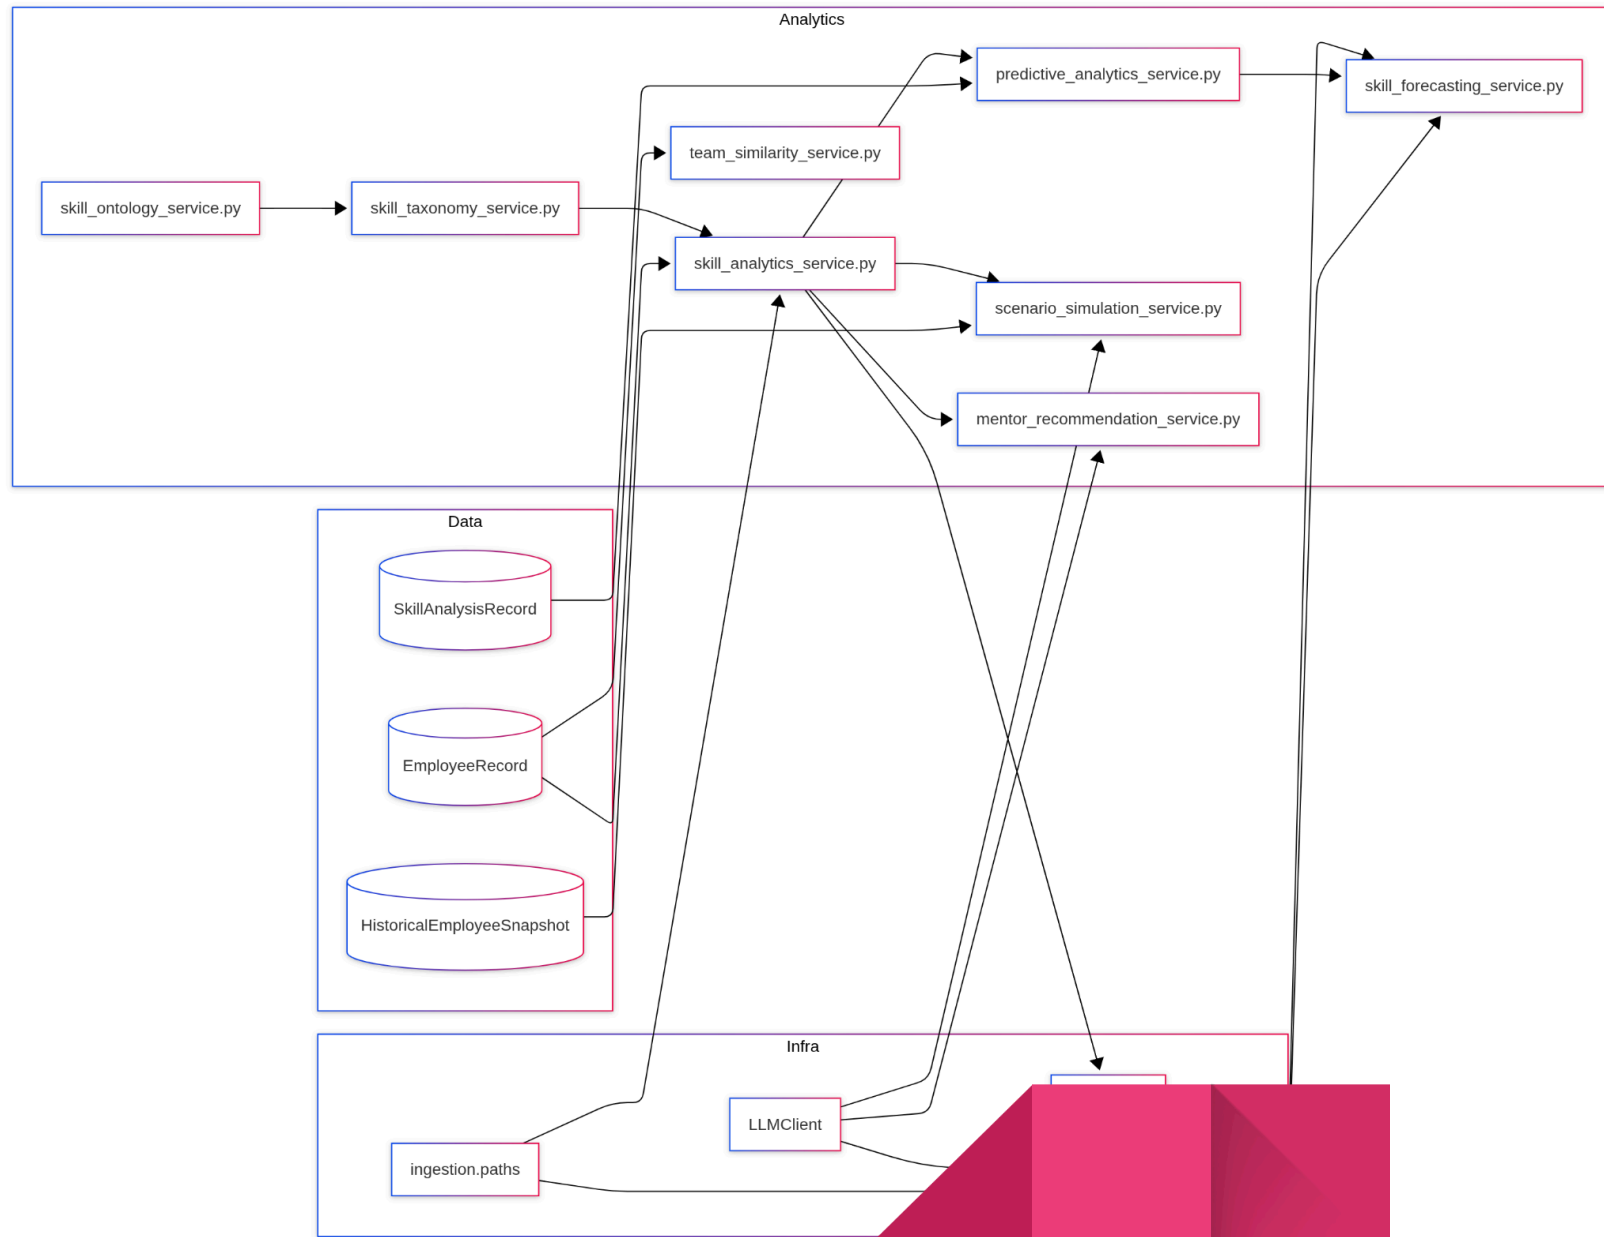 Analytics
predictive_analytics_service.py
skill_forecasting_service.py
team_similarity_service.py
skill_ontology_service.py
skill_taxonomy_service.py
skill_analytics_service.py
scenario_simulation_service.py
mentor_recommendation_service.py
Data
SkillAnalysisRecord
EmployeeRecord
HistoricalEmployeeSnapshot
Infra
LLMClient
ingestion.paths